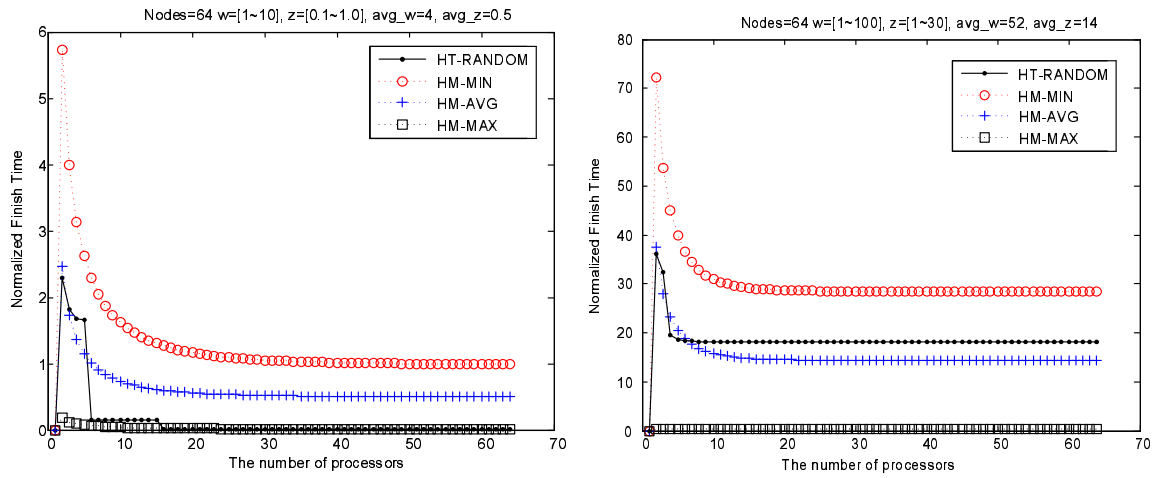 Nodes=64 w=[1~10], z=[0.1~1.0], avg_w=4, avg_z=0.5
6
5
4
3
2
1
0
Normalized Finish Time
HT-RANDOM
HM-MIN
HM-AVG
HM-MAX
0 10 20 30 40 50 60 70
The number of processors
Nodes=64 w=[1~100], z=[1~30], avg_w=52, avg_z=14
80
70
60
50
40
30
20
10
0
Normalized Finish Time
HT-RANDOM
HM-MIN
HM-AVG
HM-MAX
0 10 20 30 40 50 60 70
The number of processors